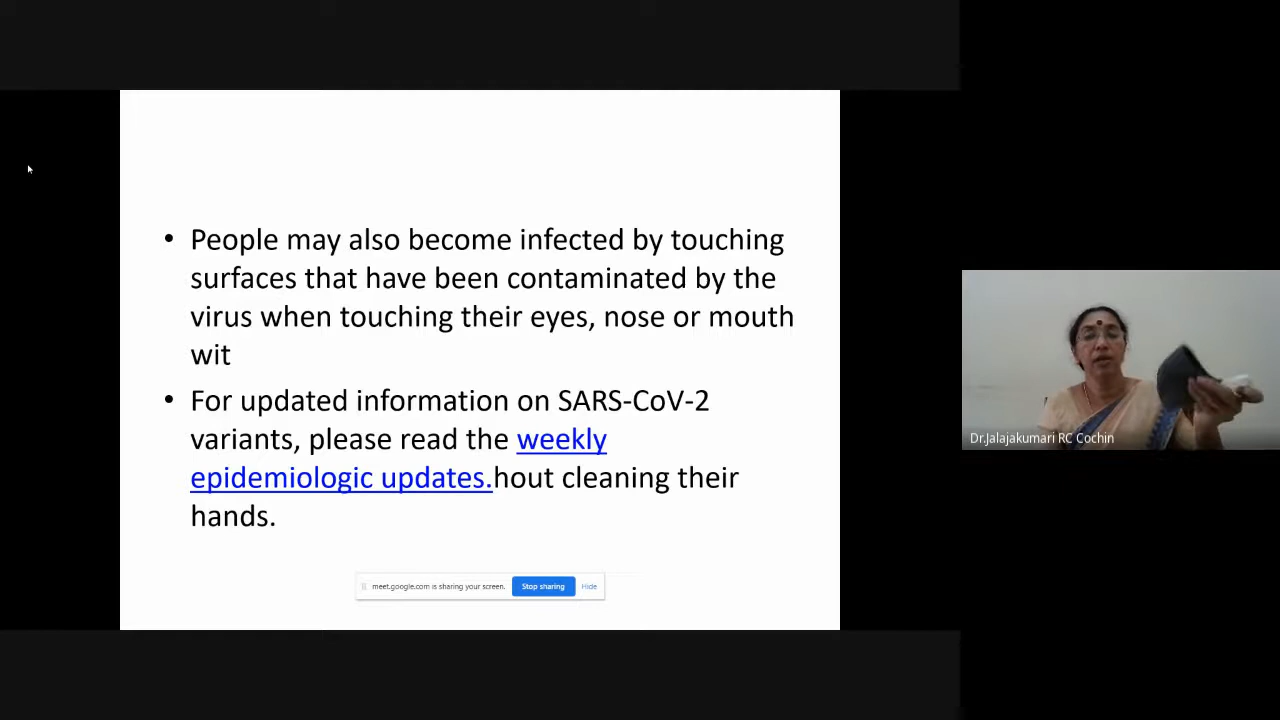 • People may also become infected by touching
surfaces that have been contaminated by the
virus when touching their eyes, nose or mouth
wit
• For updated information on SARS-CoV-2
variants, please read the weekly
epidemiologic updates.hout cleaning their
hands.
meet.google.com is sharing your screen. Stop sharing Hide
Dr.Jalajakumari RC Cochin